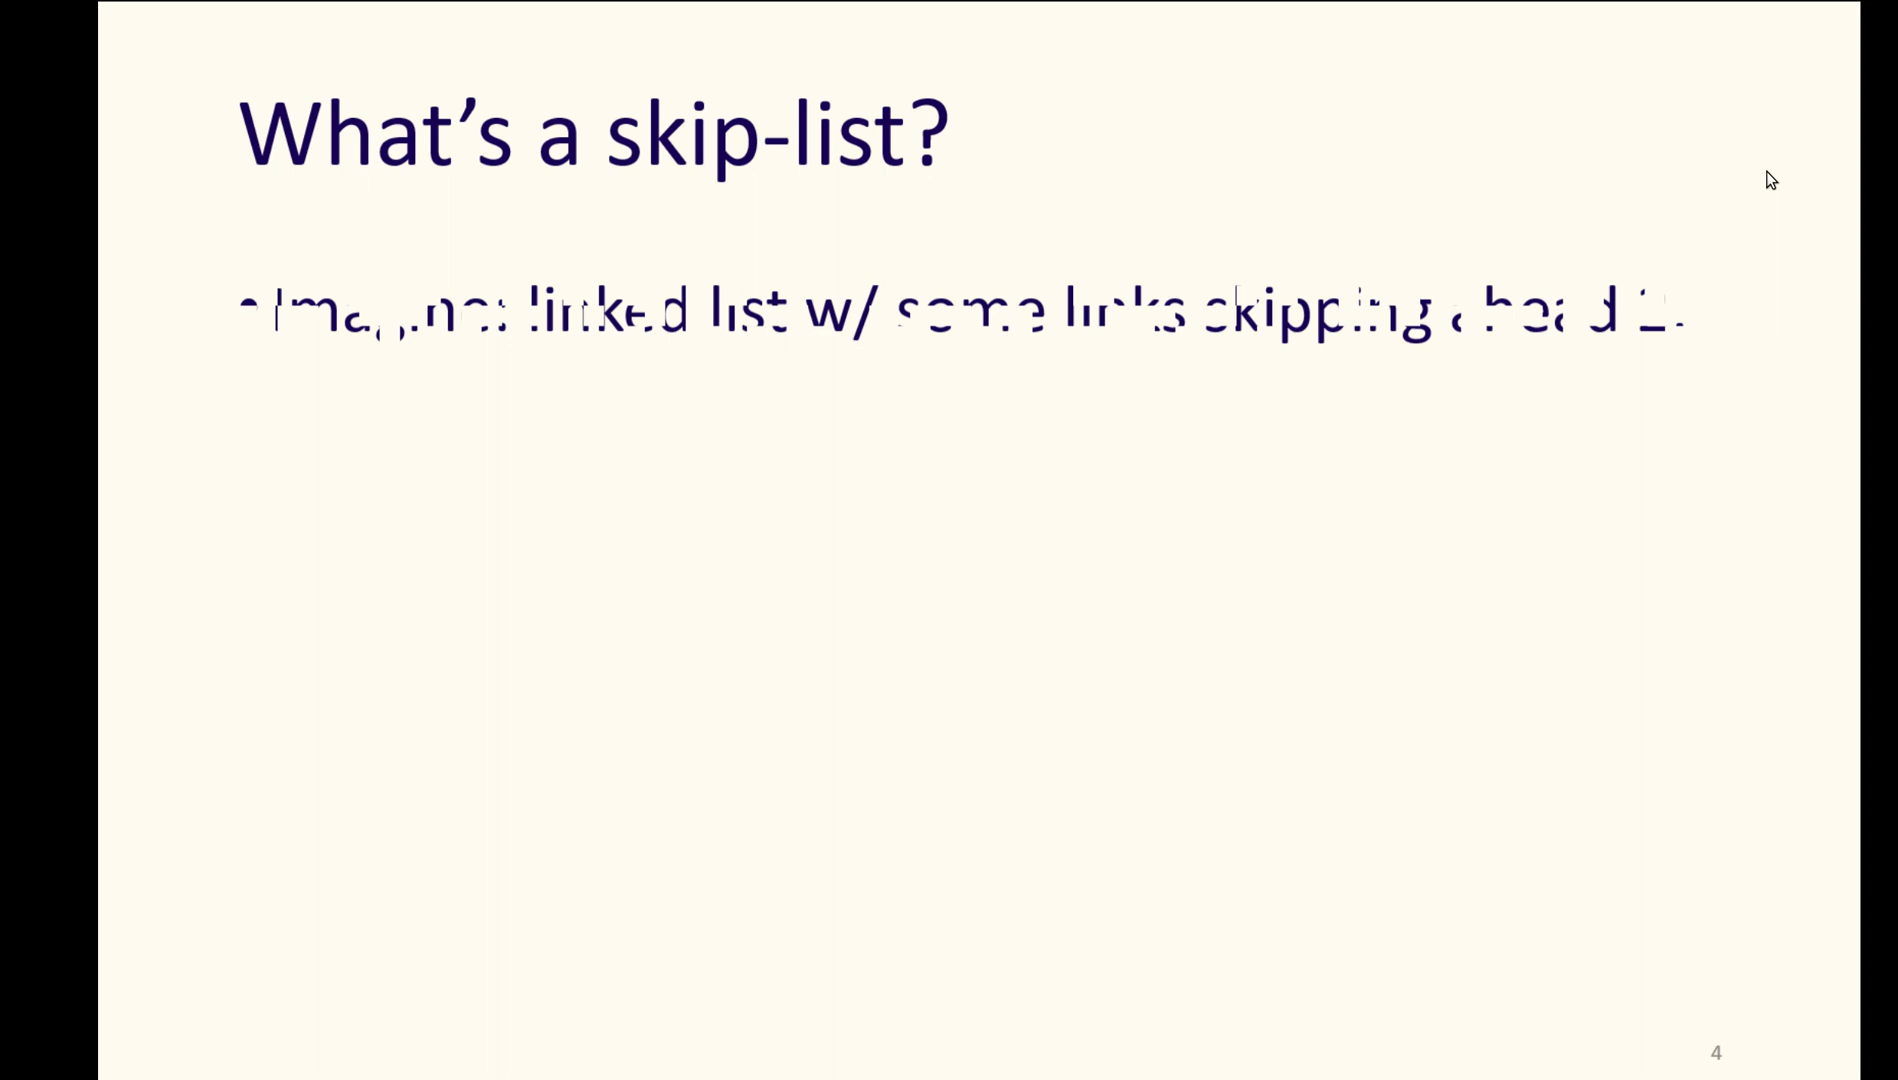 What's a skip-list?
• Imagine: linked list w/ some links skipping ahead
4